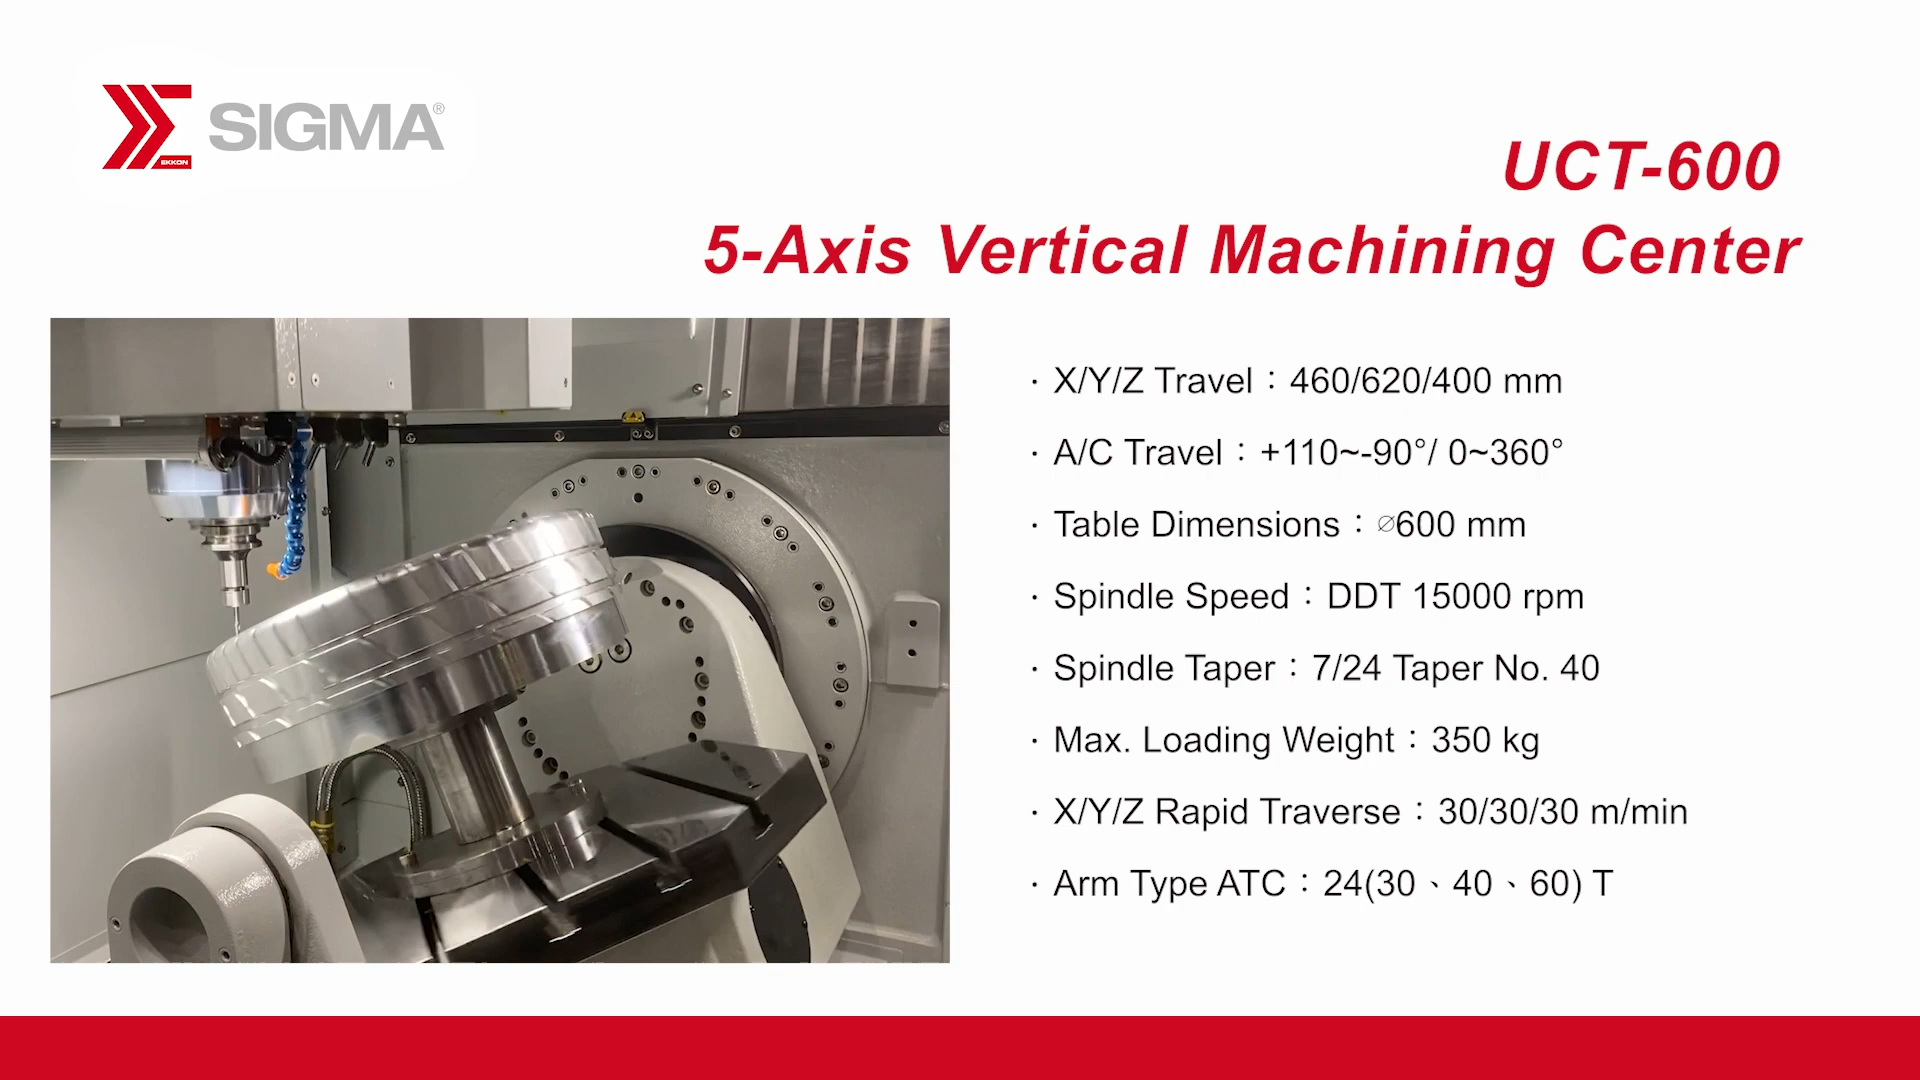 EKKON
SIGMA®
UCT-600
5-Axis Vertical Machining Center
· X/Y/Z Travel：460/620/400 mm
· A/C Travel：+110~-90°/ 0~360°
· Table Dimensions：∅600 mm
· Spindle Speed：DDT 15000 rpm
· Spindle Taper：7/24 Taper No. 40
· Max. Loading Weight：350 kg
· X/Y/Z Rapid Traverse：30/30/30 m/min
· Arm Type ATC：24(30、40、60) T